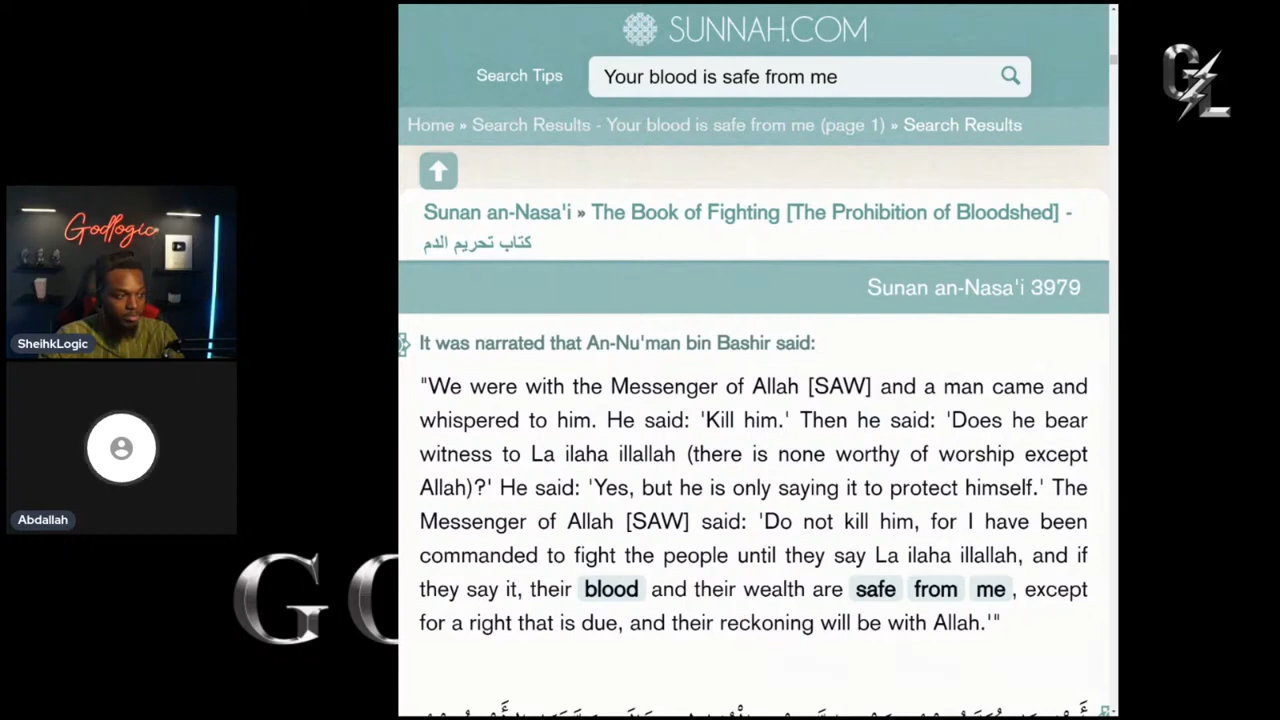 SUNNAH.COM
Search Tips
Your blood is safe from me
Home » Search Results - Your blood is safe from me (page 1) » Search Results
Sunan an-Nasa'i » The Book of Fighting [The Prohibition of Bloodshed] -
كتاب تحريم الدم
Sunan an-Nasa'i 3979
It was narrated that An-Nu'man bin Bashir said:
"We were with the Messenger of Allah [SAW] and a man came and
whispered to him. He said: 'Kill him.' Then he said: 'Does he bear
witness to La ilaha illallah (there is none worthy of worship except
Allah)?' He said: 'Yes, but he is only saying it to protect himself.' The
Messenger of Allah [SAW] said: 'Do not kill him, for I have been
commanded to fight the people until they say La ilaha illallah, and if
they say it, their blood and their wealth are safe from me, except
for a right that is due, and their reckoning will be with Allah.'"
Godlogic
SheihkLogic
Abdallah
GO
GL